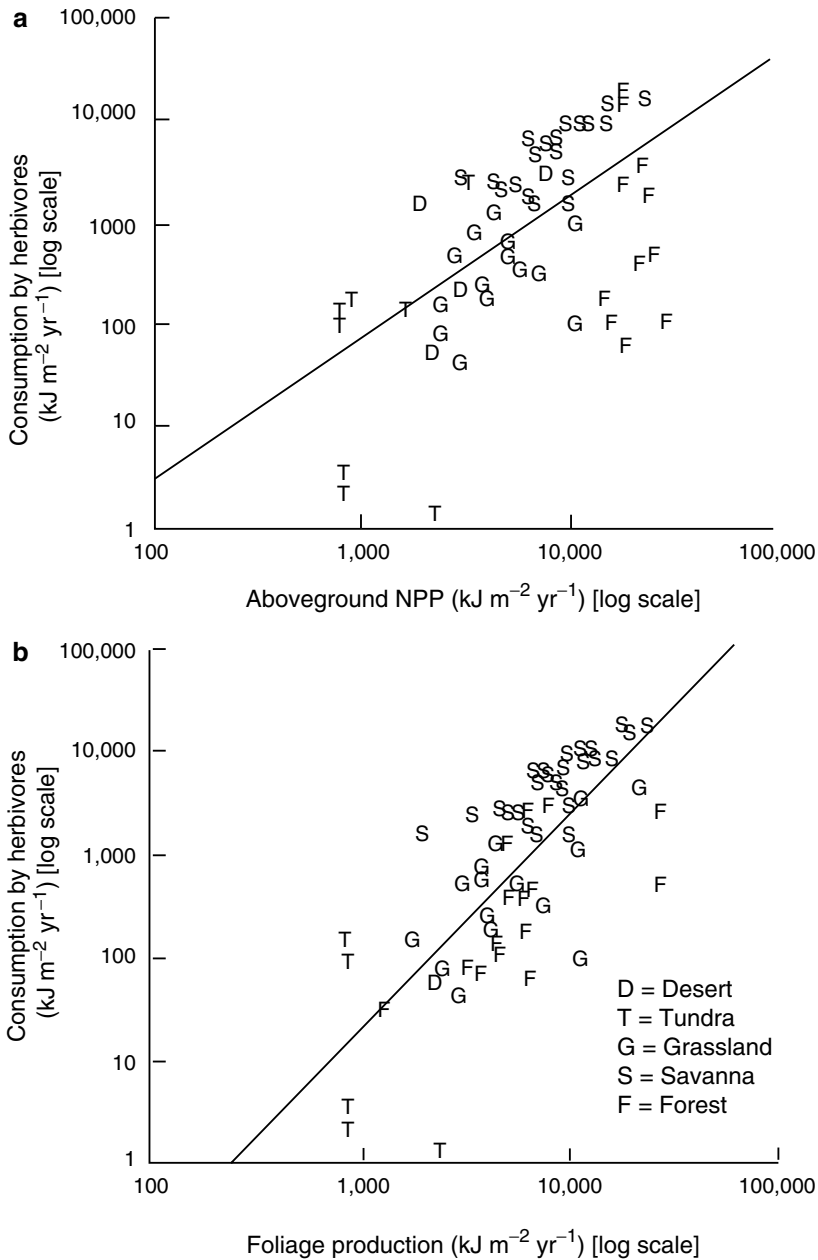 a
100,000
10,000
1000
100
10
1
Consumption by herbivores
(kJ m−2 yr−1) [log scale]
100 1,000 10,000 100,000
Aboveground NPP (kJ m−2 yr−1) [log scale]
b
100,000
10,000
1,000
100
10
1
Consumption by herbivores
(kJ m−2 yr−1) [log scale]
D = Desert
T = Tundra
G = Grassland
S = Savanna
F = Forest
100 1,000 10,000 100,000
Foliage production (kJ m−2 yr−1) [log scale]